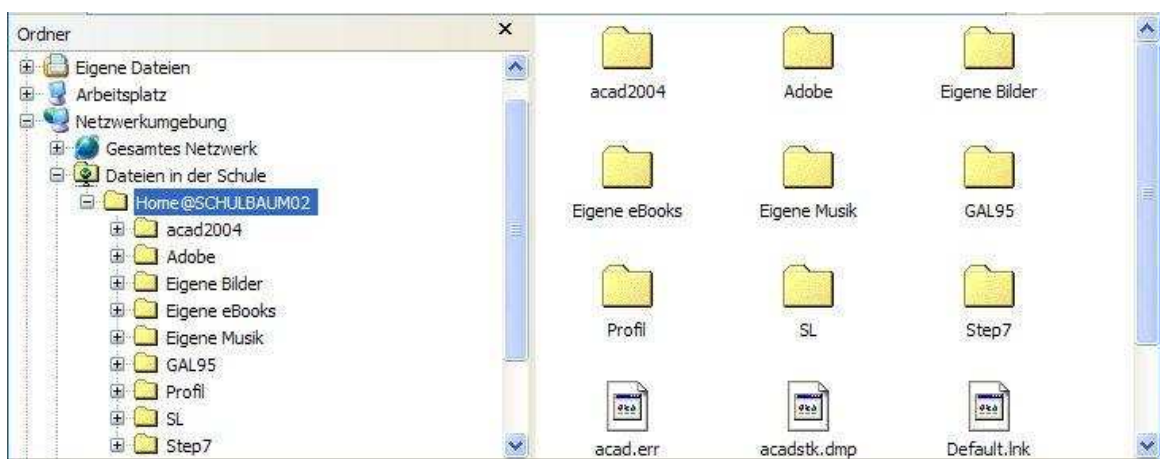 Ordner
Eigene Dateien
Arbeitsplatz
Netzwerkumgebung
Gesamtes Netzwerk
Dateien in der Schule
Home@SCHULBAUM02
acad2004
Adobe
Eigene Bilder
Eigene eBooks
Eigene Musik
GAL95
Profil
SL
Step7
acad2004 Adobe Eigene Bilder
Eigene eBooks Eigene Musik GAL95
Profil SL Step7
acad.err acadstk.dmp Default.lnk